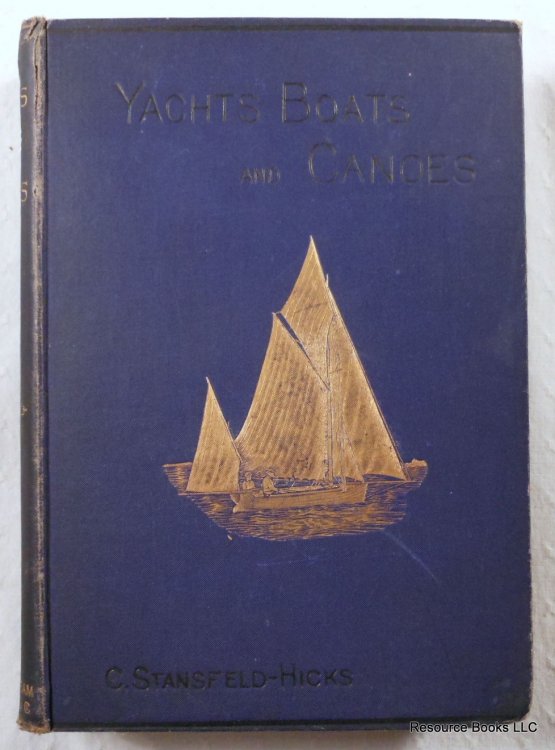 YACHTS BOATS
AND CANOES
C. STANSFELD-HICKS
Resource Books LLC